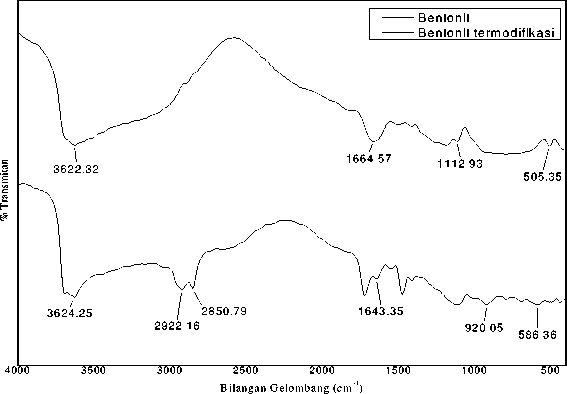 Bentonit
Bentonit termodifikasi
3622.32
1664 57
1112 93
505.35
% Transmitan
3624.25
2922 16
2850.79
1643.35
920 05
586 36
4000 3500 3000 2500 2000 1500 1000 500
Bilangan Gelombang (cm⁻¹)